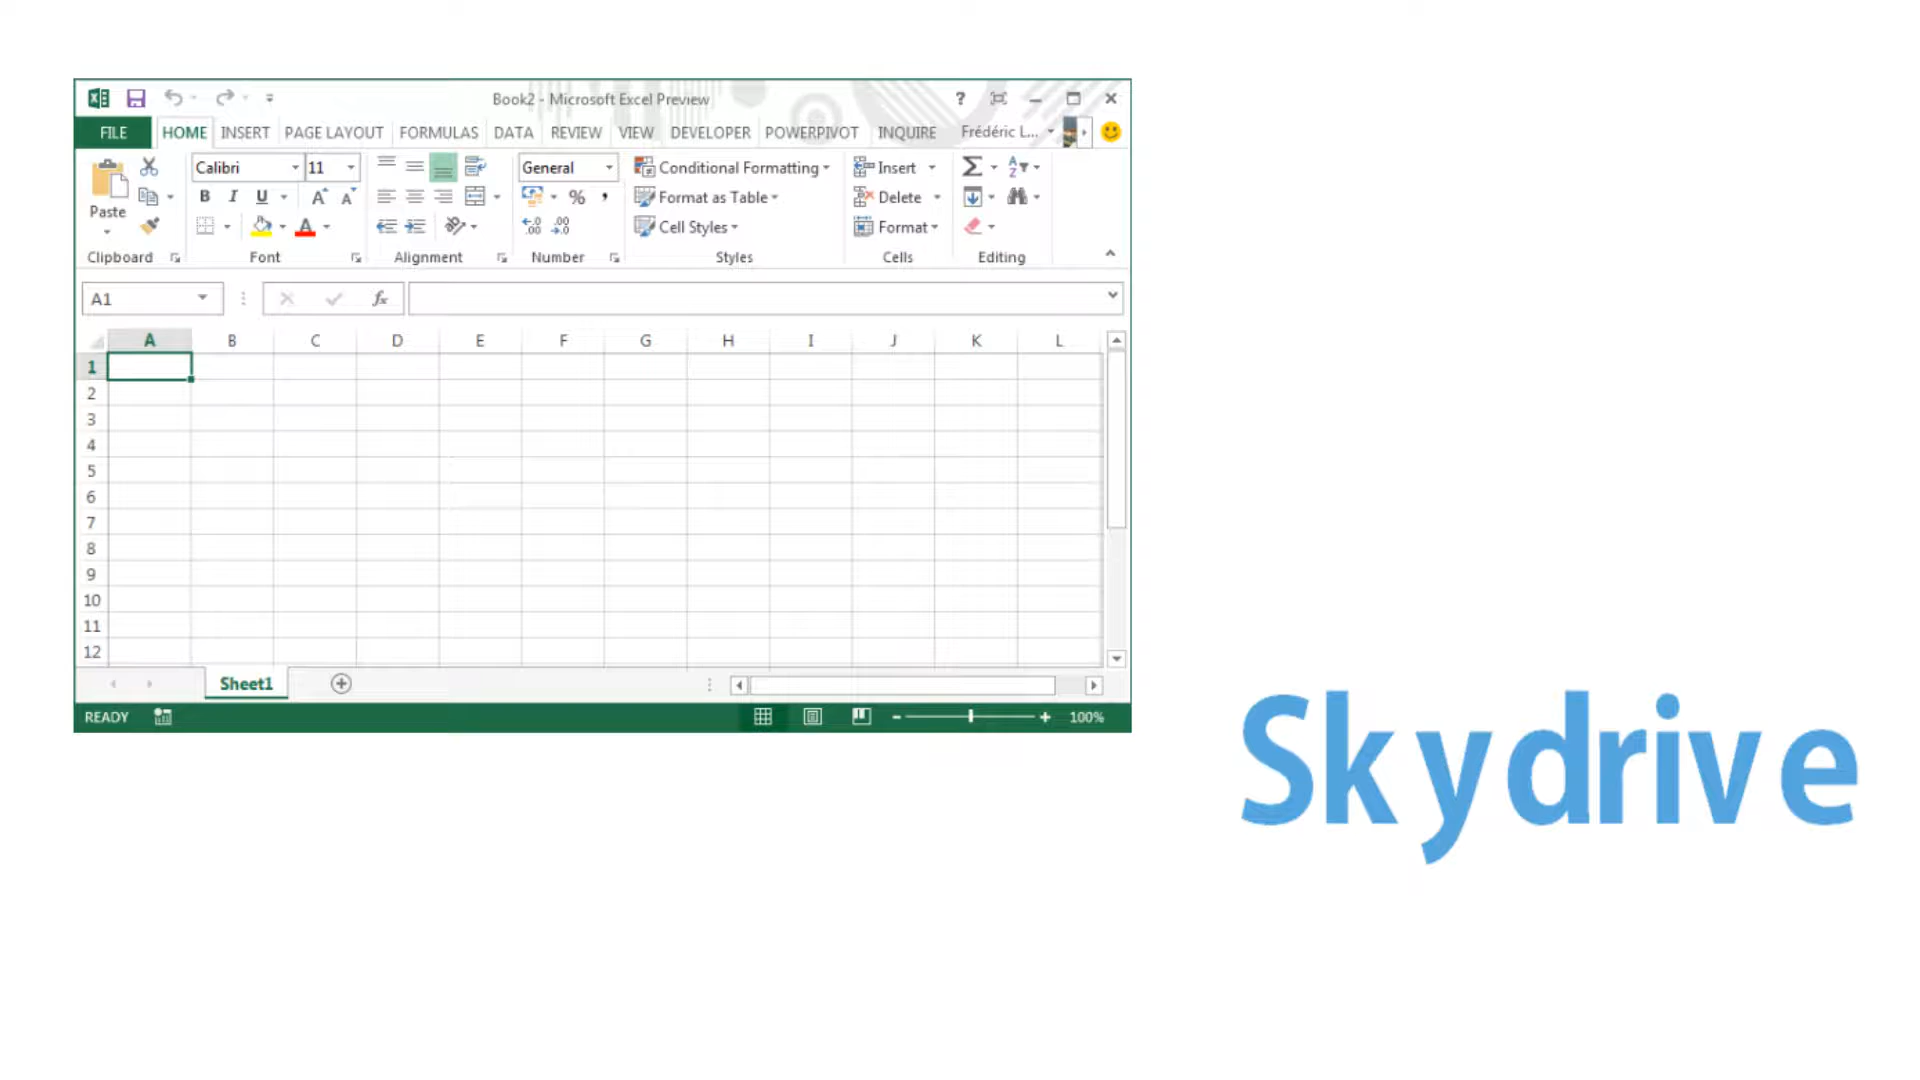 Book2 - Microsoft Excel Preview ?
FILE HOME INSERT PAGE LAYOUT FORMULAS DATA REVIEW VIEW DEVELOPER POWERPIVOT INQUIRE Frédéric L...
Calibri 11 General Conditional Formatting Insert Σ
Paste B I U A A % , Format as Table Delete
A Cell Styles Format
Clipboard Font Alignment Number Styles Cells Editing
A1 fx
A B C D E F G H I J K L
1
2
3
4
5
6
7
8
9
10
11
12
Sheet1
READY 100%
Skydrive